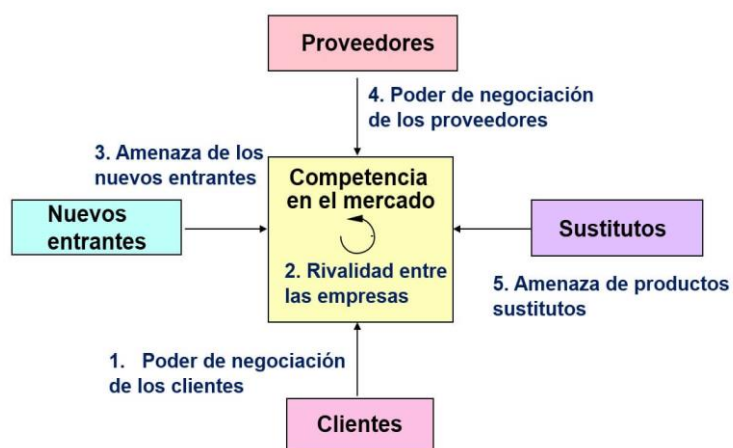 Proveedores
4. Poder de negociación
de los proveedores
3. Amenaza de los
nuevos entrantes
Competencia
en el mercado
Nuevos
entrantes
Sustitutos
2. Rivalidad entre
las empresas
5. Amenaza de productos
sustitutos
1. Poder de negociación
de los clientes
Clientes